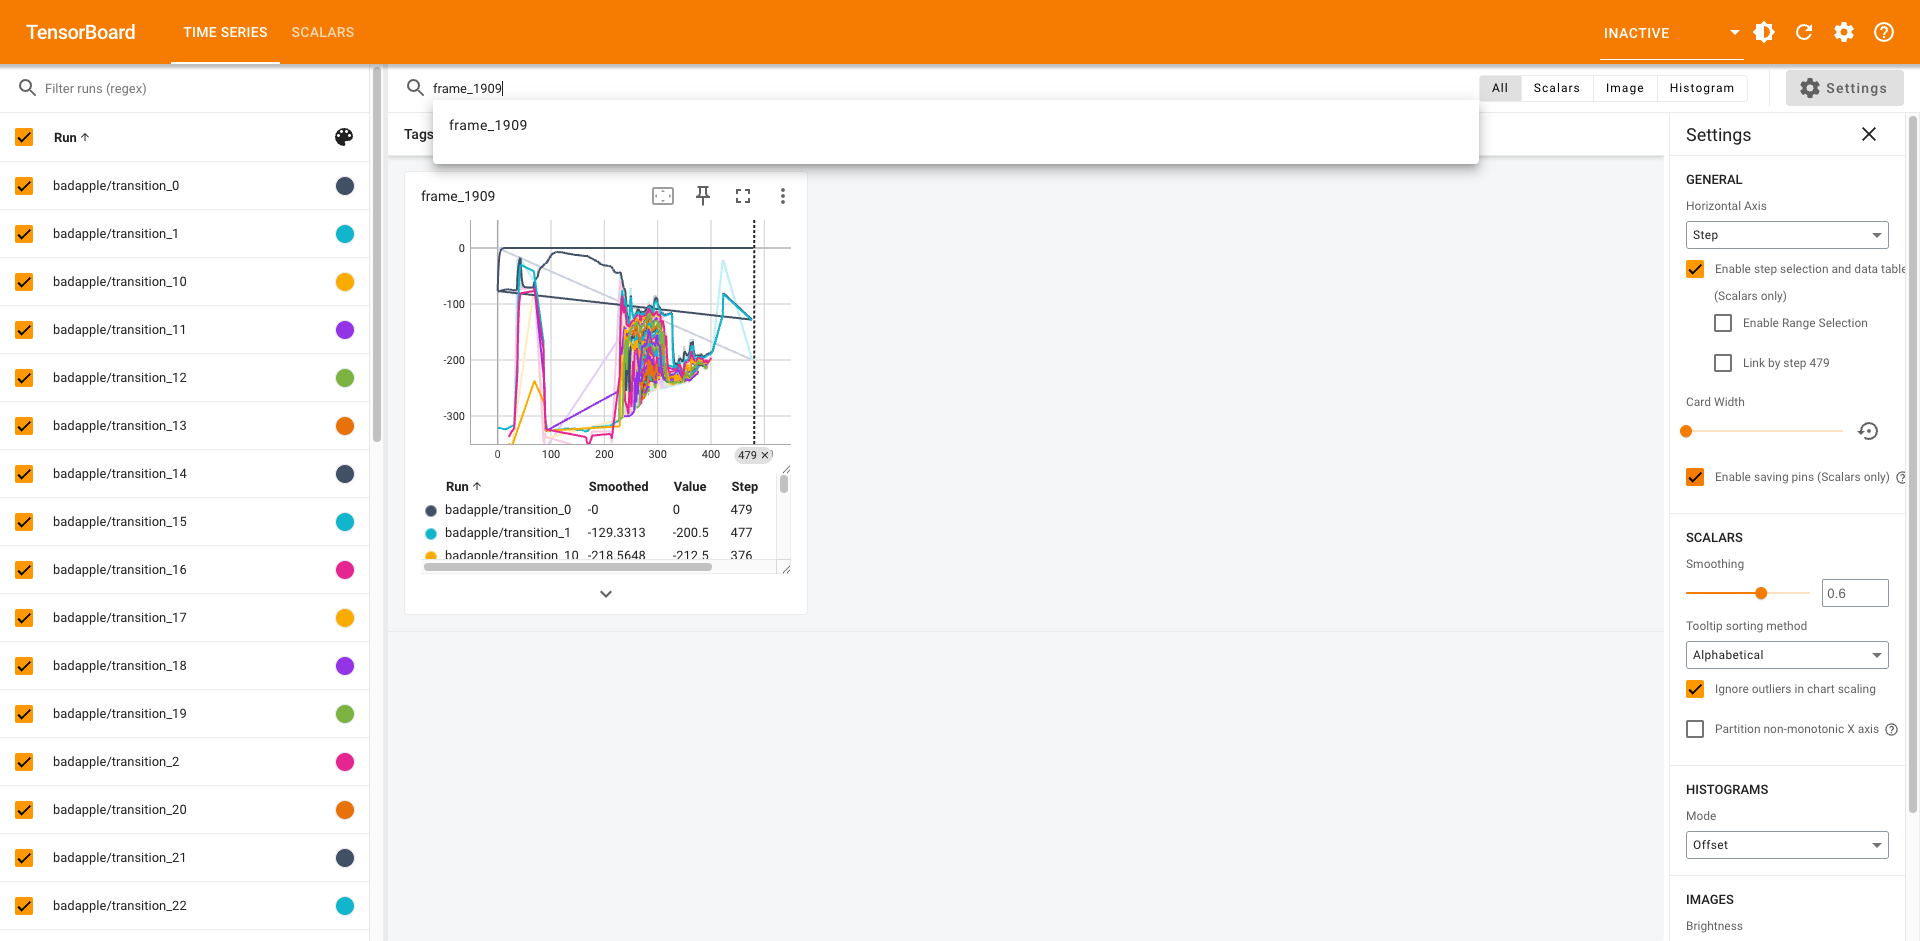 TensorBoard
TIME SERIES
SCALARS
INACTIVE
Filter runs (regex)
frame_1909
All
Scalars
Image
Histogram
Settings
frame_1909
Run
Tags
Settings
badapple/transition_0
badapple/transition_1
badapple/transition_10
badapple/transition_11
badapple/transition_12
badapple/transition_13
badapple/transition_14
badapple/transition_15
badapple/transition_16
badapple/transition_17
badapple/transition_18
badapple/transition_19
badapple/transition_2
badapple/transition_20
badapple/transition_21
badapple/transition_22
frame_1909
0
-100
-200
-300
0 100 200 300 400 479
Run Smoothed Value Step
badapple/transition_0 -0 0 479
badapple/transition_1 -129.3313 -200.5 477
badapple/transition_10 -218.5648 -212.5 376
GENERAL
Horizontal Axis
Step
Enable step selection and data table
(Scalars only)
Enable Range Selection
Link by step 479
Card Width
Enable saving pins (Scalars only)
SCALARS
Smoothing
0.6
Tooltip sorting method
Alphabetical
Ignore outliers in chart scaling
Partition non-monotonic X axis
HISTOGRAMS
Mode
Offset
IMAGES
Brightness